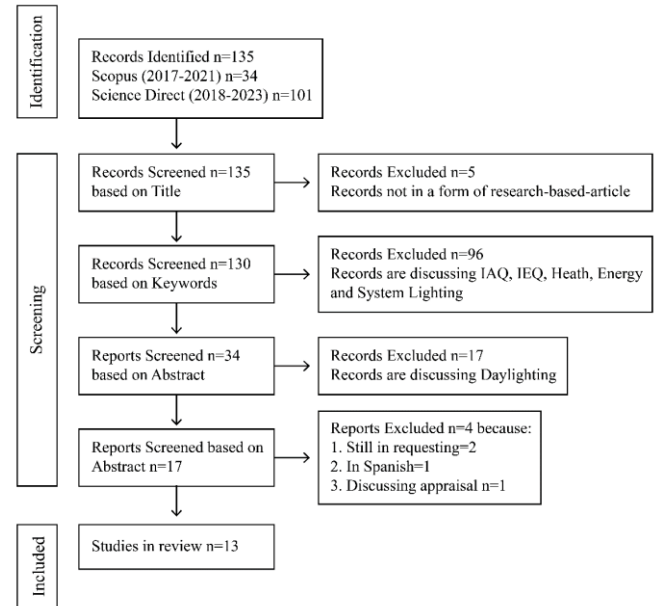 Identification
Records Identified n=135
Scopus (2017-2021) n=34
Science Direct (2018-2023) n=101
Screening
Records Screened n=135
based on Title
Records Excluded n=5
Records not in a form of research-based-article
Records Screened n=130
based on Keywords
Records Excluded n=96
Records are discussing IAQ, IEQ, Heath, Energy
and System Lighting
Reports Screened n=34
based on Abstract
Records Excluded n=17
Records are discussing Daylighting
Reports Screened based on
Abstract n=17
Reports Excluded n=4 because:
1. Still in requesting=2
2. In Spanish=1
3. Discussing appraisal n=1
Included
Studies in review n=13